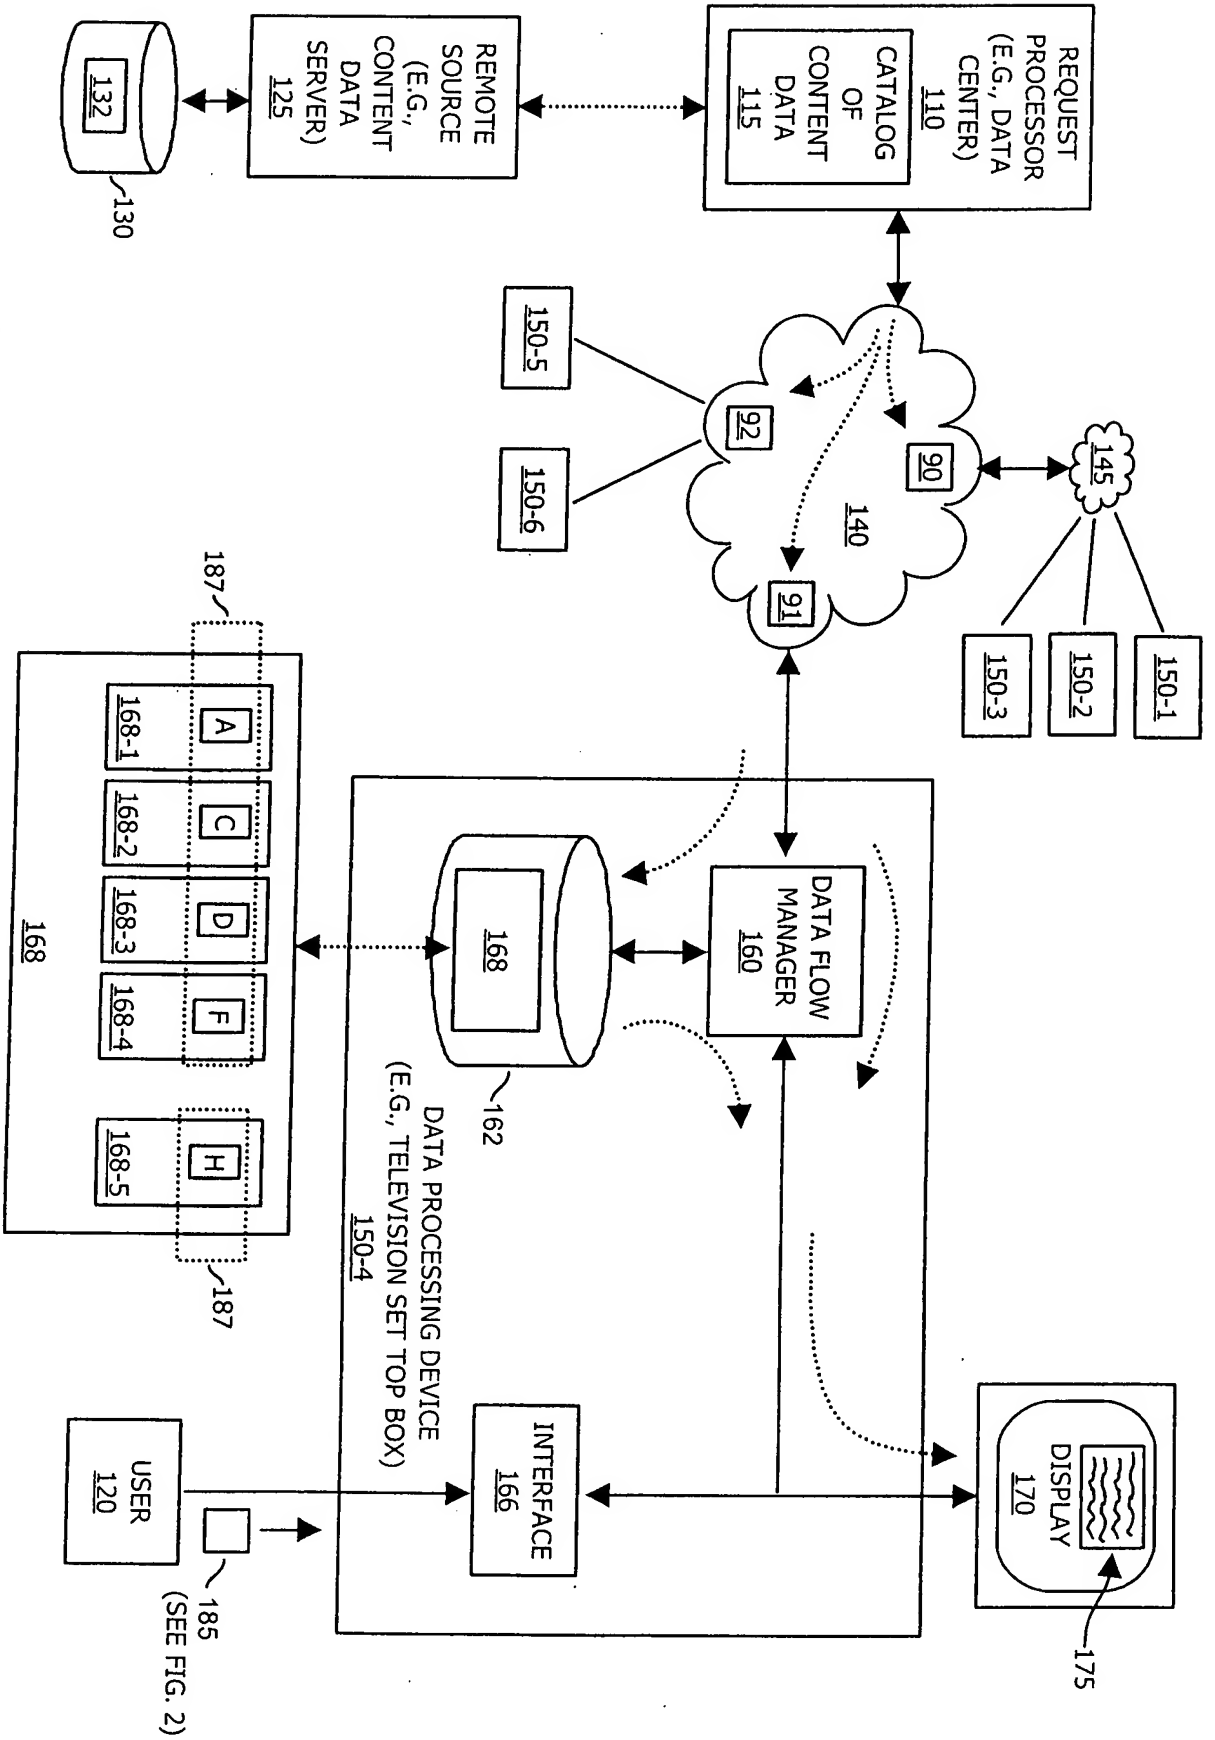 REQUEST
PROCESSOR
(E.G., DATA
CENTER)
110
CATALOG
OF
CONTENT
DATA
115
REMOTE
SOURCE
(E.G.,
CONTENT
DATA
SERVER)
125
132
130
145
150-1
150-2
150-3
90
140
92
91
150-5
150-6
DATA FLOW
MANAGER
160
168
162
DATA PROCESSING DEVICE
(E.G., TELEVISION SET TOP BOX)
150-4
INTERFACE
166
DISPLAY
170
175
187
A
168-1
C
168-2
D
168-3
F
168-4
H
168-5
168
187
USER
120
185
(SEE FIG. 2)